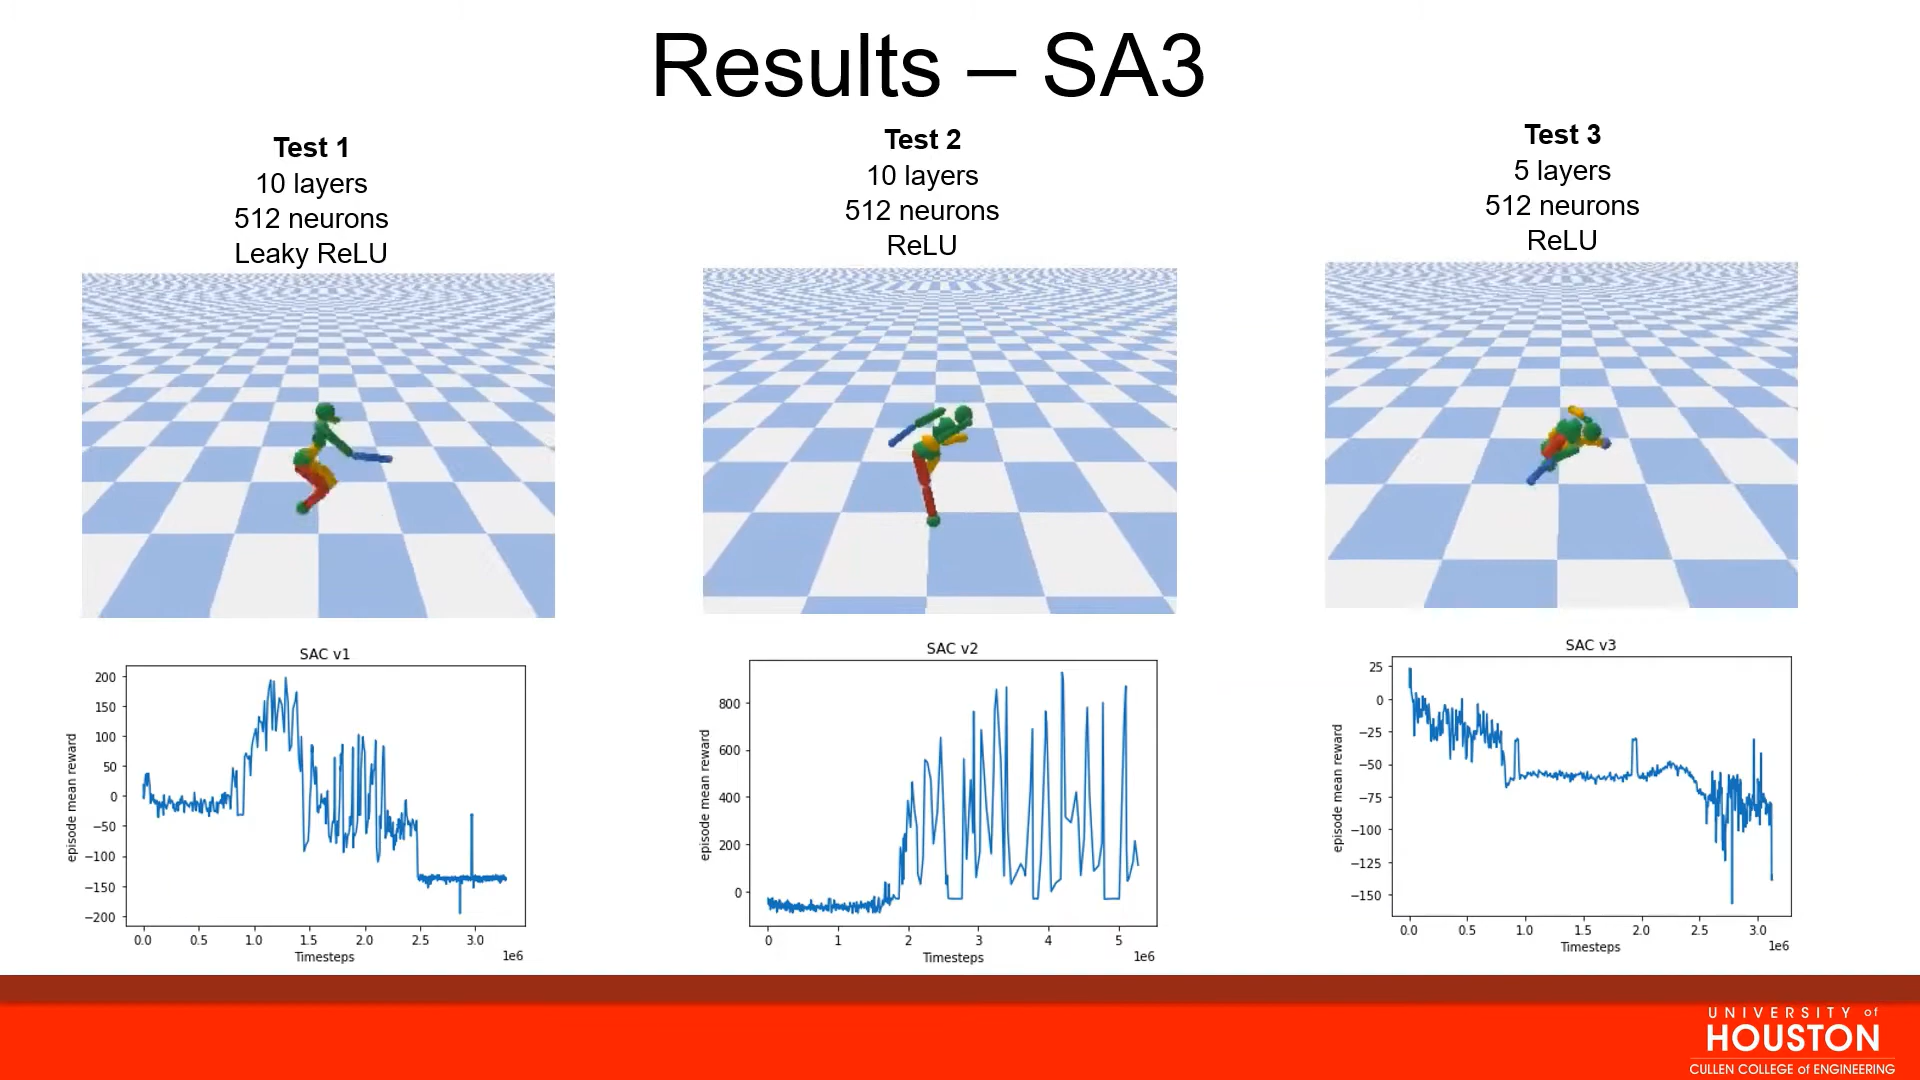 Results – SA3
Test 1
10 layers
512 neurons
Leaky ReLU
Test 2
10 layers
512 neurons
ReLU
Test 3
5 layers
512 neurons
ReLU
SAC v1
episode mean reward
200
150
100
50
0
−50
−100
−150
−200
0.0 0.5 1.0 1.5 2.0 2.5 3.0
Timesteps
1e6
SAC v2
episode mean reward
800
600
400
200
0
0 1 2 3 4 5
Timesteps
1e6
SAC v3
episode mean reward
25
0
−25
−50
−75
−100
−125
−150
0.0 0.5 1.0 1.5 2.0 2.5 3.0
Timesteps
1e6
UNIVERSITY of
HOUSTON
CULLEN COLLEGE of ENGINEERING